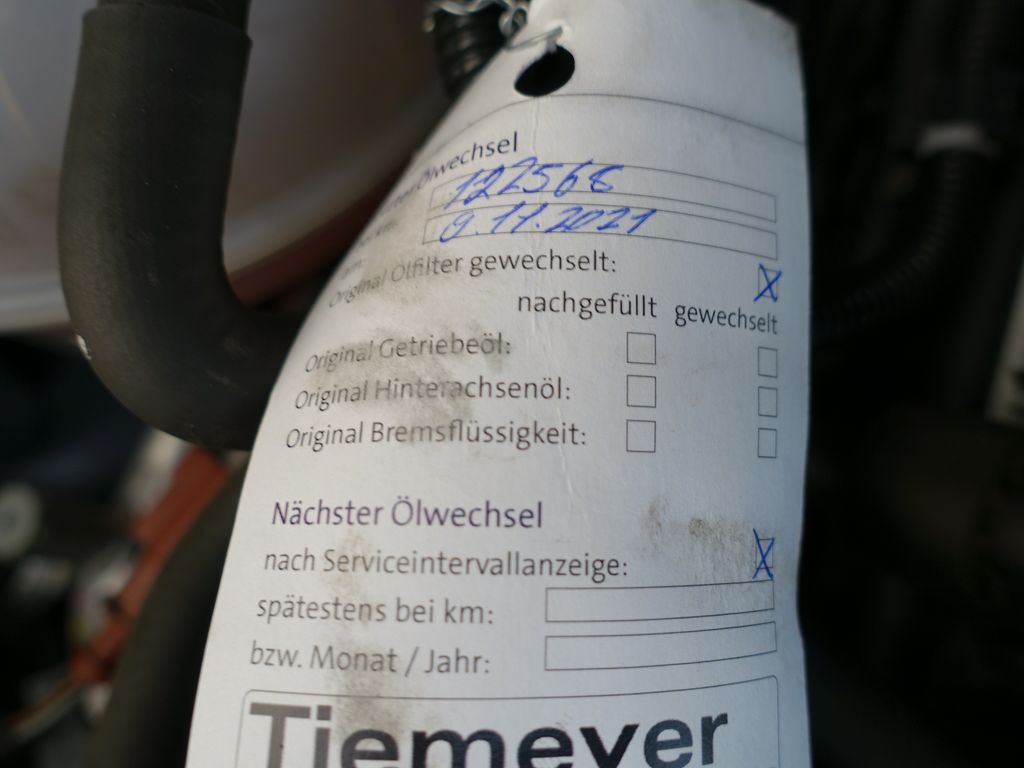 Ölwechsel
122568
9.11.2021
Original Ölfilter gewechselt: X
nachgefüllt gewechselt
Original Getriebeöl:
Original Hinterachsenöl:
Original Bremsflüssigkeit:
Nächster Ölwechsel
nach Serviceintervallanzeige: X
spätestens bei km:
bzw. Monat / Jahr:
Tiemeyer